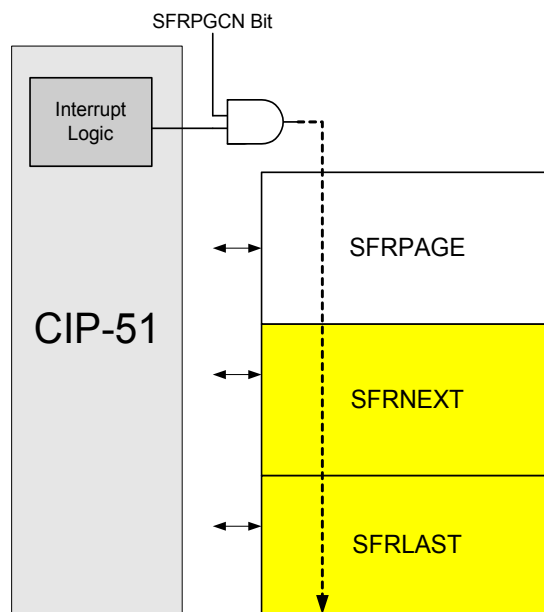 SFRPGCN Bit
Interrupt
Logic
SFRPAGE
CIP-51
SFRNEXT
SFRLAST